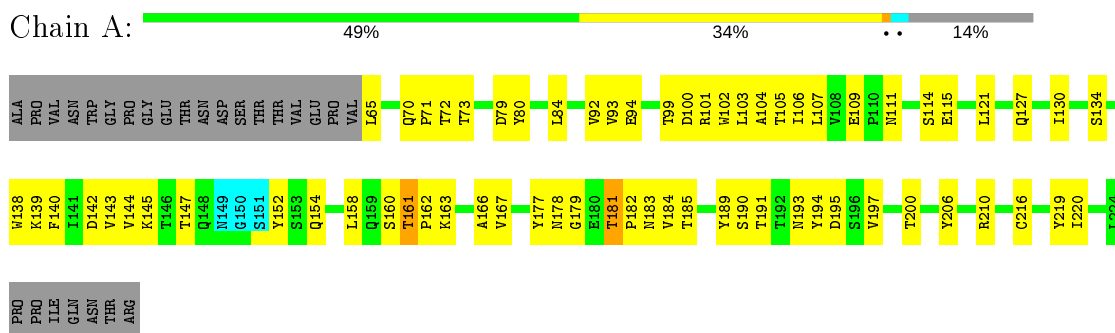 Chain A:
49% 34% •• 14%
ALA PRO VAL ASN TRP GLY PRO GLY GLU THR ASN ASP SER THR THR VAL GLU PRO VAL L65 Q70 P71 T72 T73 D79 Y80 L84 V92 V93 E94 T99 D100 R101 W102 L103 A104 T105 I106 L107 V108 E109 P110 N111 S114 E115 L121 Q127 I130 S134
W138 K139 F140 I141 D142 V143 V144 K145 T146 T147 Q148 N149 G150 S151 Y152 S153 Q154 L158 Q159 S160 T161 P162 K163 A166 V167 Y177 N178 G179 E180 T181 P182 N183 V184 T185 Y189 S190 T191 T192 N193 Y194 D195 S196 V197 T200 Y206 R210 C216 Y219 I220 L224
PRO PRO ILE GLN ASN THR ARG